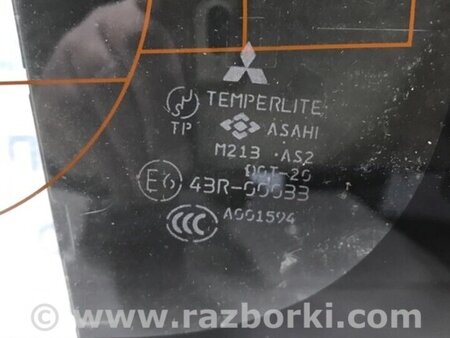 TEMPERLITE
TP ASAHI
M213 · AS2
DOT-20
E6 43R-00033
CCC A001594
© www.razborki.com